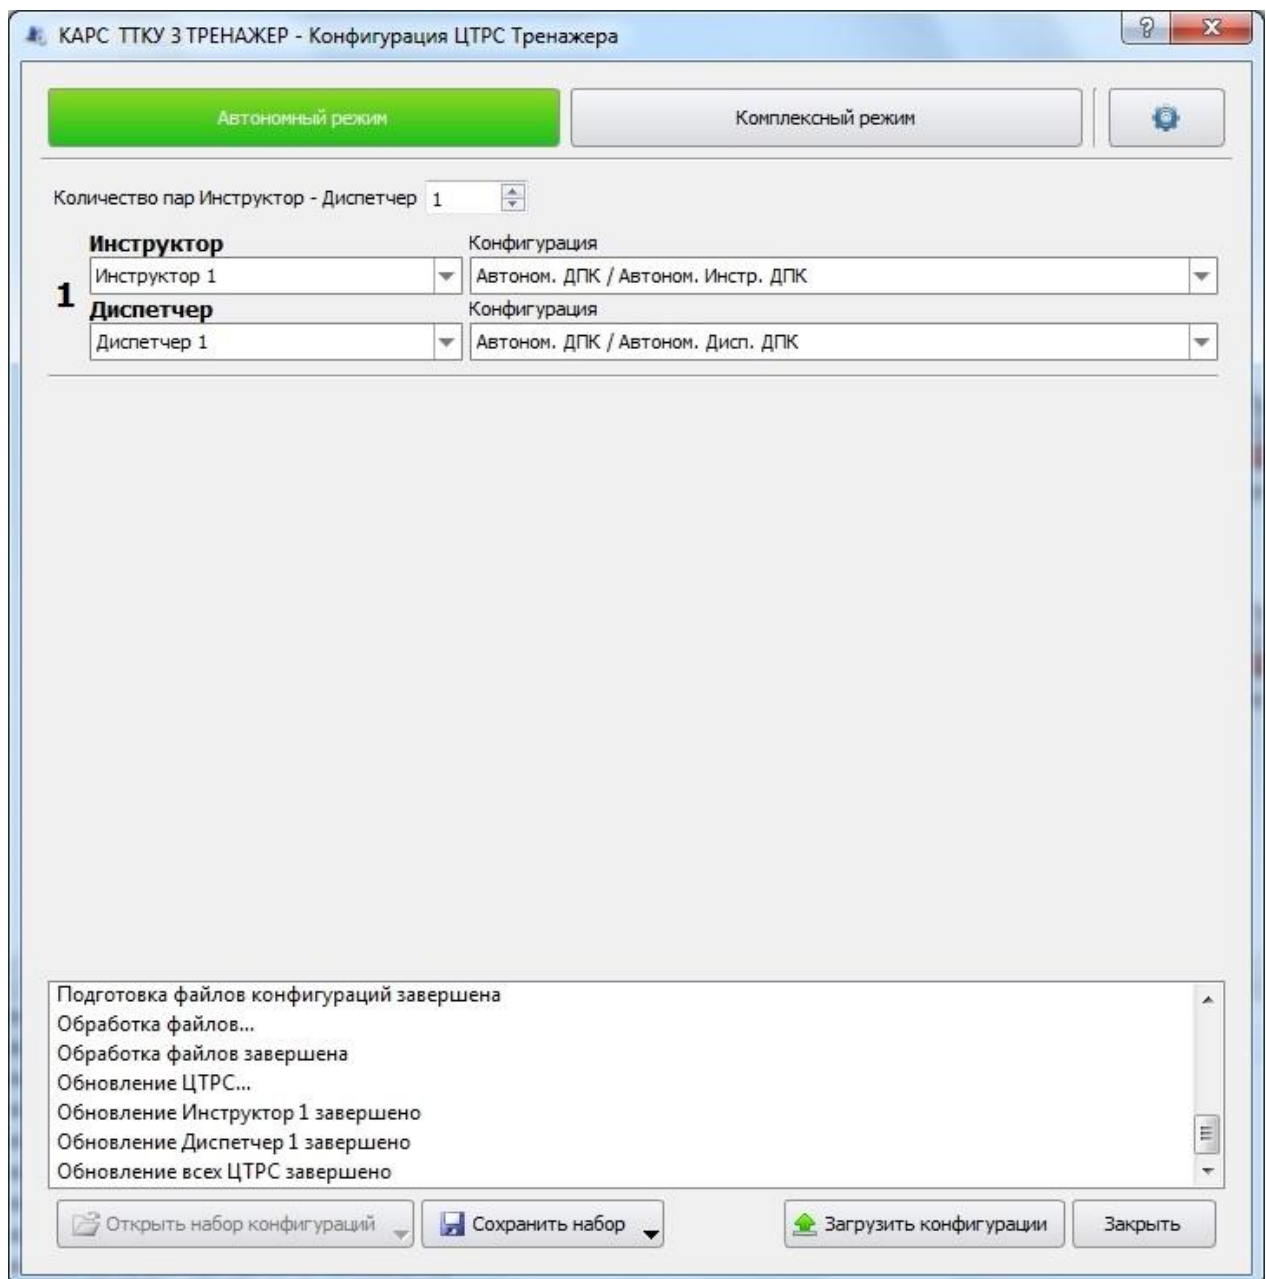 КАРС ТТКУ 3 ТРЕНАЖЕР - Конфигурация ЦТРС Тренажера
Автономный режим Комплексный режим
Количество пар Инструктор - Диспетчер 1
Инструктор Конфигурация
Инструктор 1 Автоном. ДПК / Автоном. Инстр. ДПК
1
Диспетчер Конфигурация
Диспетчер 1 Автоном. ДПК / Автоном. Дисп. ДПК
Подготовка файлов конфигураций завершена
Обработка файлов...
Обработка файлов завершена
Обновление ЦТРС...
Обновление Инструктор 1 завершено
Обновление Диспетчер 1 завершено
Обновление всех ЦТРС завершено
Открыть набор конфигураций Сохранить набор Загрузить конфигурации Закрыть